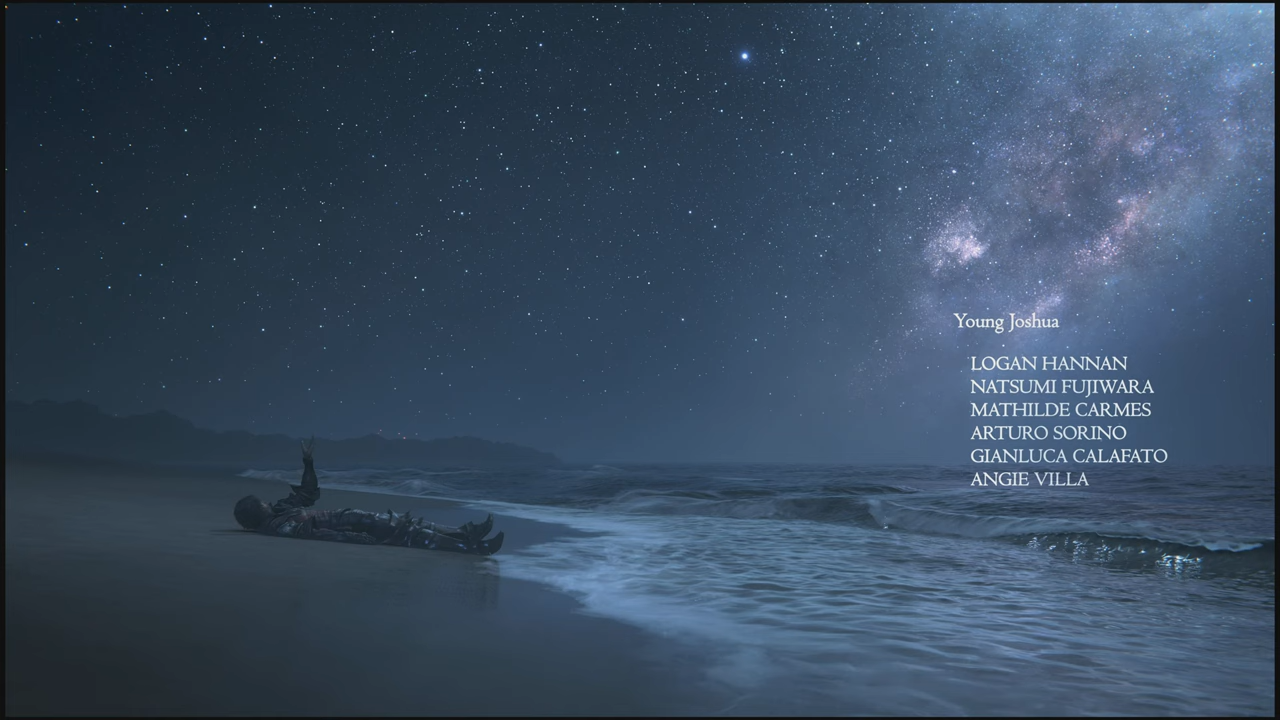 Young Joshua
LOGAN HANNAN
NATSUMI FUJIWARA
MATHILDE CARMES
ARTURO SORINO
GIANLUCA CALAFATO
ANGIE VILLA